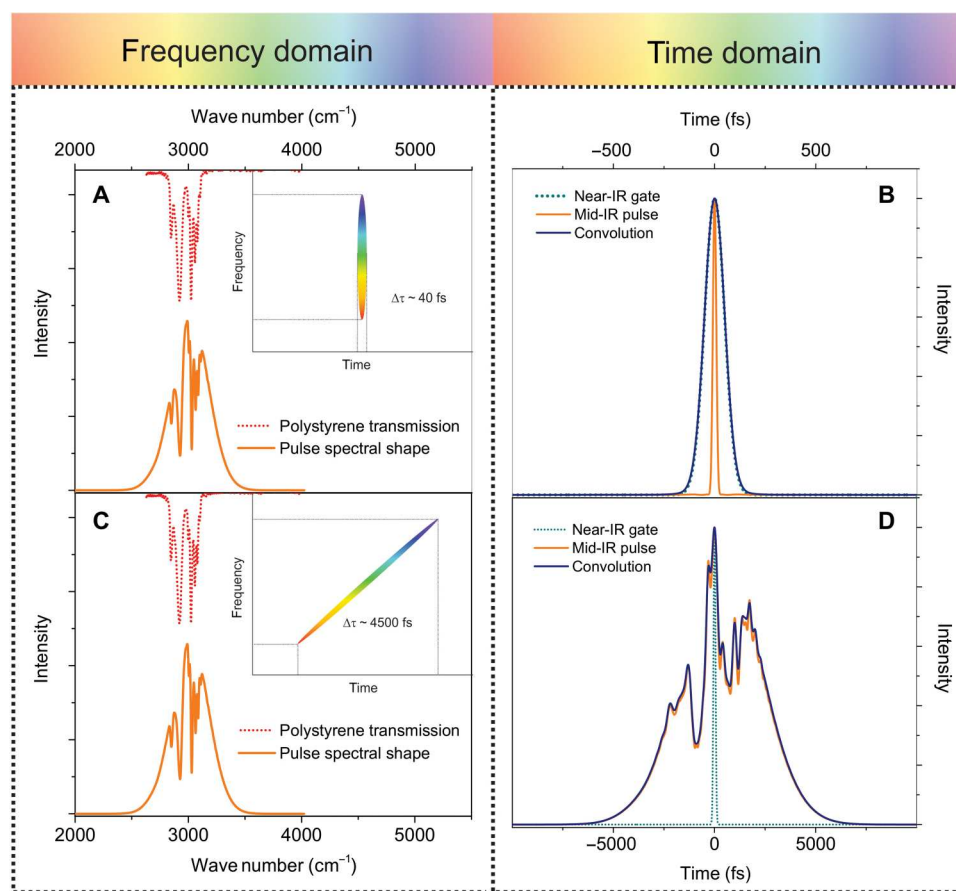 Frequency domain
Time domain
Wave number (cm−1)
2000 3000 4000 5000
A
Intensity
Frequency
Δτ ~ 40 fs
Time
Polystyrene transmission
Pulse spectral shape
Time (fs)
−5000 0 5000
B
Near-IR gate
Mid-IR pulse
Convolution
Intensity
C
Intensity
Frequency
Δτ ~ 4500 fs
Time
Polystyrene transmission
Pulse spectral shape
2000 3000 4000 5000
Wave number (cm−1)
D
Near-IR gate
Mid-IR pulse
Convolution
Intensity
−5000 0 5000
Time (fs)